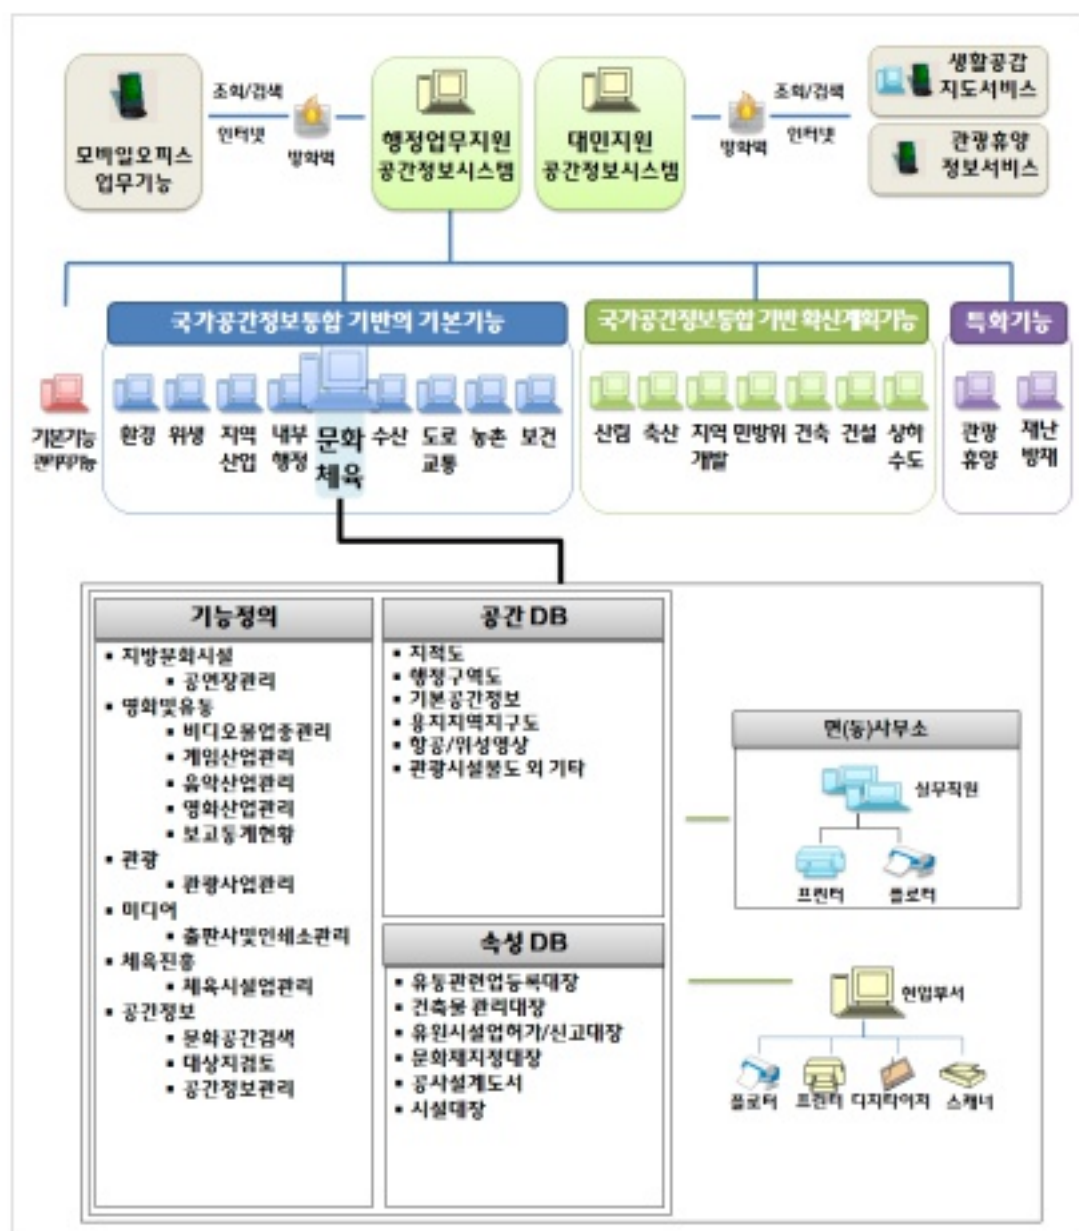 모바일오피스
업무기능
조회/검색
인터넷
방화벽
행정업무지원
공간정보시스템
대민지원
공간정보시스템
방화벽
조회/검색
인터넷
생활공감
지도서비스
관광휴양
정보서비스
국가공간정보통합 기반의 기본기능
국가공간정보통합 기반 확산계획기능
특화기능
기본기능
관리자기능
환경
위생
지역
산업
내부
행정
문화
체육
수산
도로
교통
농촌
보건
산림
축산
지역
개발
민방위
건축
건설
상하
수도
관광
휴양
재난
방재
기능정의
▪ 지방문화시설
▪ 공연장관리
▪ 영화및유통
▪ 비디오물업종관리
▪ 게임산업관리
▪ 음악산업관리
▪ 영화산업관리
▪ 보고통계현황
▪ 관광
▪ 관광사업관리
▪ 미디어
▪ 출판사및인쇄소관리
▪ 체육진흥
▪ 체육시설업관리
▪ 공간정보
▪ 문화공간검색
▪ 대상지검토
▪ 공간정보관리
공간 DB
▪ 지적도
▪ 행정구역도
▪ 기본공간정보
▪ 용지지역지구도
▪ 항공/위성영상
▪ 관광시설물도 외 기타
속성 DB
▪ 유통관련업등록대장
▪ 건축물 관리대장
▪ 유원시설업허가/신고대장
▪ 문화재지정대장
▪ 공사설계도서
▪ 시설대장
면(동)사무소
실무직원
프린터
플로터
현업부서
플로터
프린터
디지타이저
스캐너